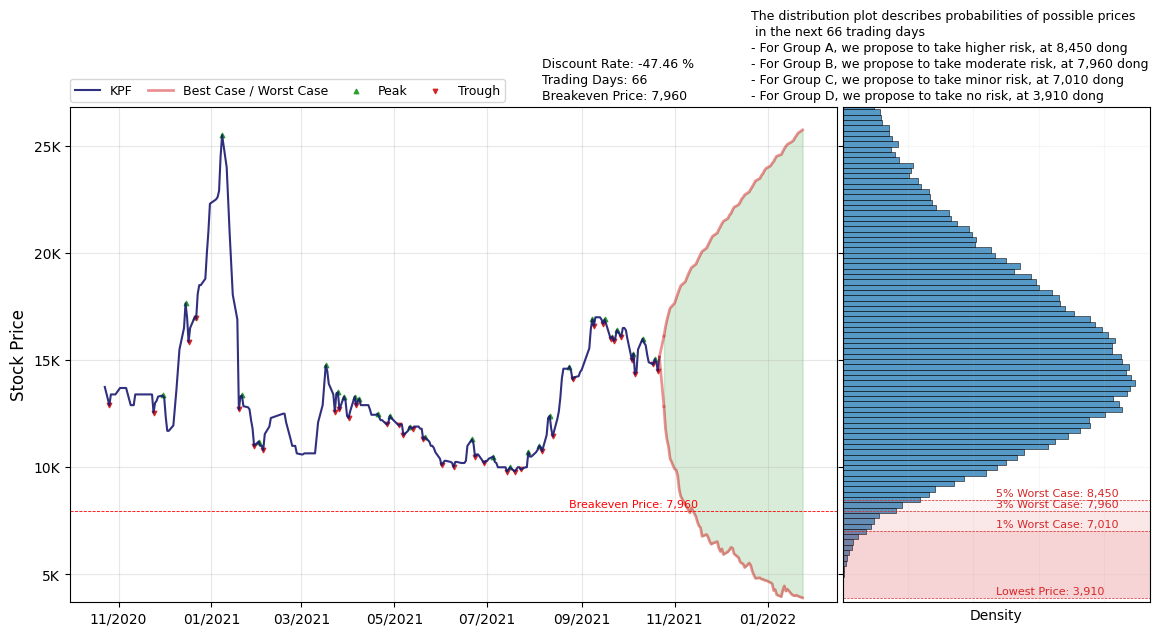 The distribution plot describes probabilities of possible prices
in the next 66 trading days
- For Group A, we propose to take higher risk, at 8,450 dong
- For Group B, we propose to take moderate risk, at 7,960 dong
- For Group C, we propose to take minor risk, at 7,010 dong
- For Group D, we propose to take no risk, at 3,910 dong
Discount Rate: -47.46 %
Trading Days: 66
Breakeven Price: 7,960
KPF
Best Case / Worst Case
Peak
Trough
Stock Price
25K
20K
15K
10K
5K
Breakeven Price: 7,960
11/2020
01/2021
03/2021
05/2021
07/2021
09/2021
11/2021
01/2022
5% Worst Case: 8,450
3% Worst Case: 7,960
1% Worst Case: 7,010
Lowest Price: 3,910
Density